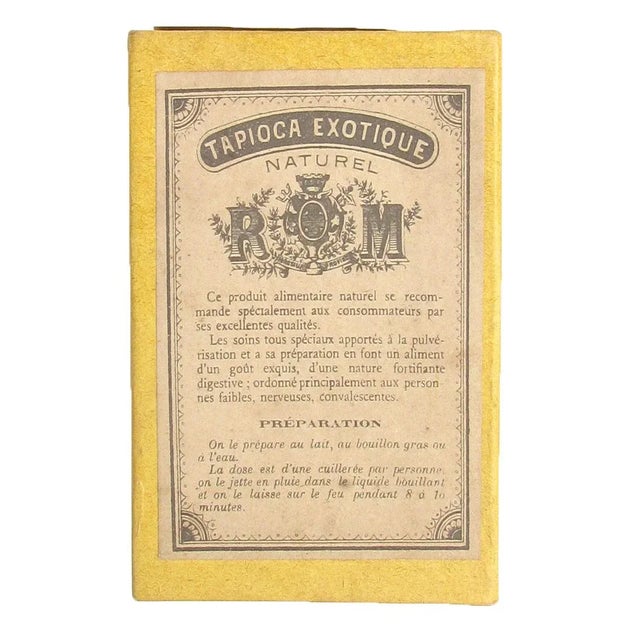 TAPIOCA EXOTIQUE
NATUREL
R M
Ce produit alimentaire naturel se recom-
mande spécialement aux consommateurs par
ses excellentes qualités.
Les soins tous spéciaux apportés à la pulvé-
risation et a sa préparation en font un aliment
d'un goût exquis, d'une nature fortifiante
digestive ; ordonné principalement aux person-
nes faibles, nerveuses, convalescentes.
PRÉPARATION
On le prépare au lait, au bouillon gras ou
à l'eau.
La dose est d'une cuillerée par personne,
on le jette en pluie dans le liquide bouillant
et on le laisse sur le feu pendant 8 à 10
minutes.